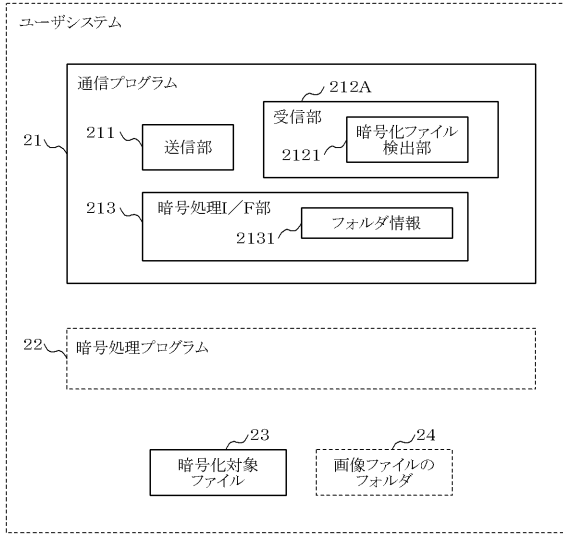 ユーザシステム
通信プログラム
212A
受信部
211
送信部
暗号化ファイル
検出部
21
2121
213
暗号処理I/F部
2131
フォルダ情報
22
暗号処理プログラム
23
24
暗号化対象
ファイル
画像ファイルの
フォルダ